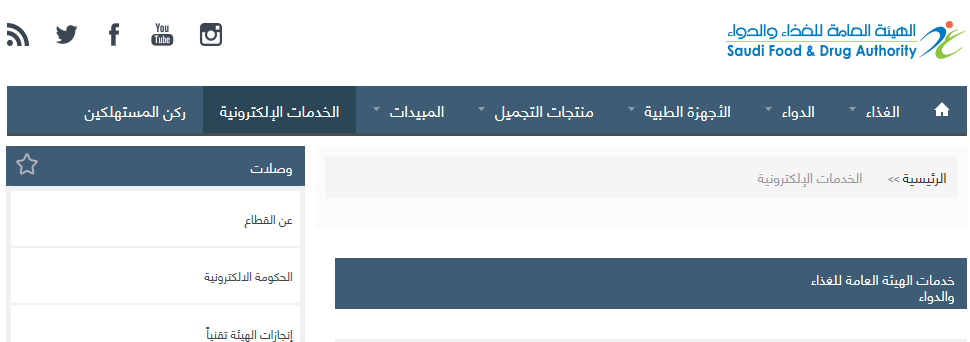 الهيئة العامة للغذاء والدواء
Saudi Food & Drug Authority
You
Tube
الغذاء
الدواء
الأجهزة الطبية
منتجات التجميل
المبيدات
الخدمات الإلكترونية
ركن المستهلكين
الرئيسية >> الخدمات الإلكترونية
خدمات الهيئة العامة للغذاء
والدواء
وصلات
عن القطاع
الحكومة الالكترونية
إنجازات الهيئة تقنياً